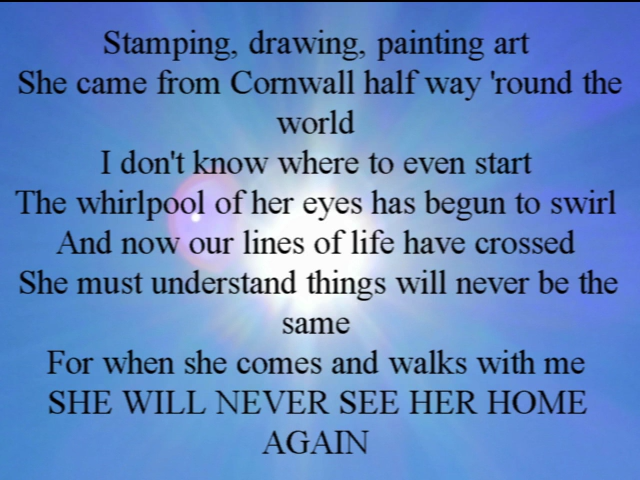 Stamping, drawing, painting art
She came from Cornwall half way 'round the
world
I don't know where to even start
The whirlpool of her eyes has begun to swirl
And now our lines of life have crossed
She must understand things will never be the
same
For when she comes and walks with me
SHE WILL NEVER SEE HER HOME
AGAIN